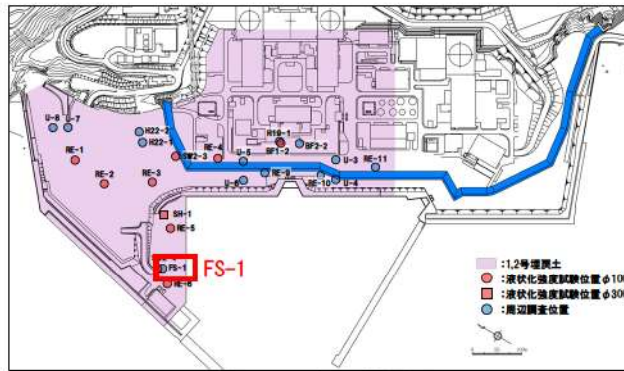 U-8
U-7
H22-2
H22-1
RE-1
SW2-3
RE-4
H19-1
BF1-2
BF2-2
U-5
U-3
RE-11
RE-2
RE-3
U-6
RE-9
RE-10
U-4
SH-1
RE-5
FS-1
FS-1
RE-6
:1,2号埋戻土
:液状化強度試験位置φ100
:液状化強度試験位置φ300
:周辺調査位置